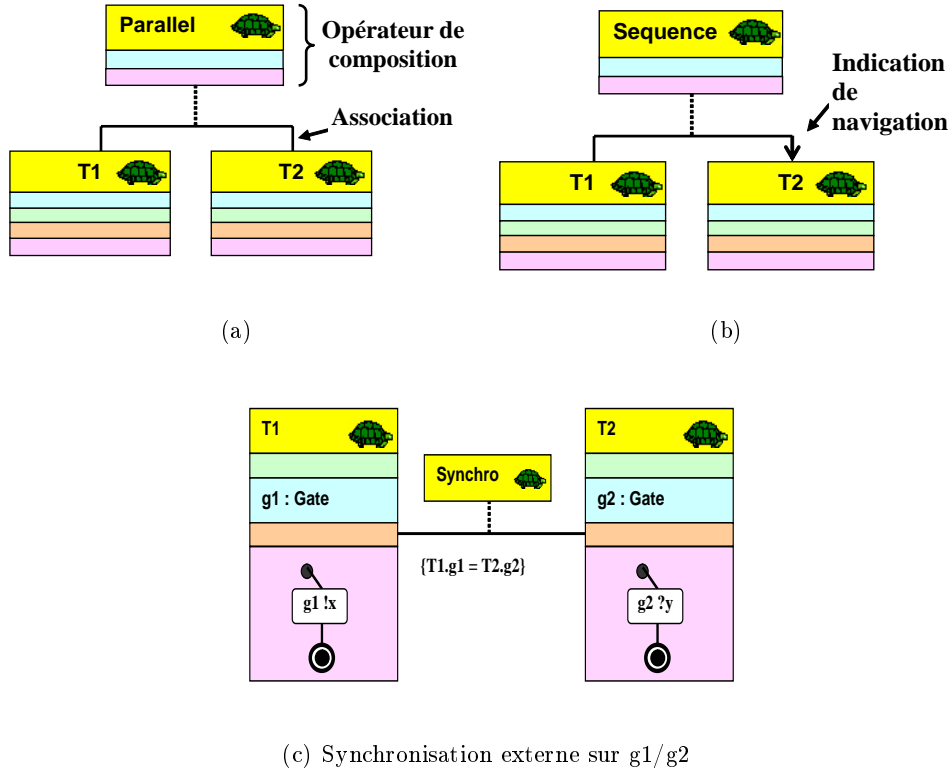 Parallel
Opérateur de
composition
Association
T1
T2
(a)
Sequence
Indication
de
navigation
T1
T2
(b)
T1
g1 : Gate
g1 !x
Synchro
{T1.g1 = T2.g2}
T2
g2 : Gate
g2 ?y
(c) Synchronisation externe sur g1/g2